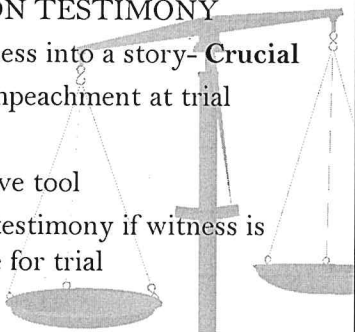 ON TESTIMONY
ess into a story– Crucial
npeachment at trial
ve tool
testimony if witness is
e for trial